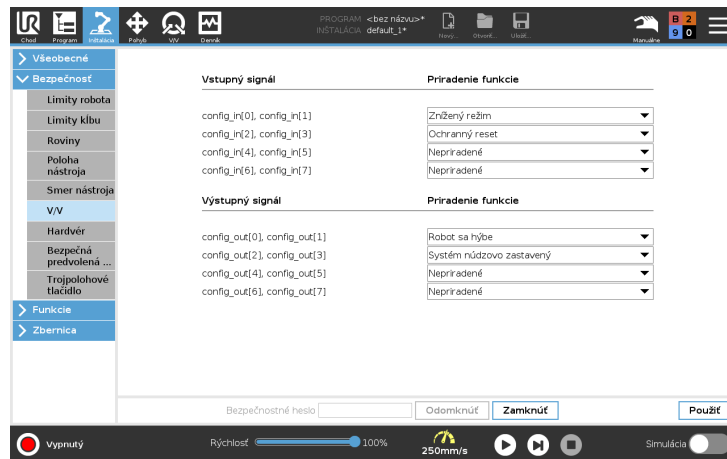 PROGRAM <bez názvu>*
INŠTALÁCIA default_1*
Chod Program Inštalácia Pohyb V/V Denník Nový... Otvoriť... Uložiť... Manuálne
B 2
9 0
Všeobecné
Bezpečnosť
Limity robota
Limity kĺbu
Roviny
Poloha
nástroja
Smer nástroja
V/V
Hardvér
Bezpečná
predvolená ...
Trojpolohové
tlačidlo
Funkcie
Zbernica
Vstupný signál Priradenie funkcie
config_in[0], config_in[1] Znížený režim
config_in[2], config_in[3] Ochranný reset
config_in[4], config_in[5] Nepriradené
config_in[6], config_in[7] Nepriradené
Výstupný signál Priradenie funkcie
config_out[0], config_out[1] Robot sa hýbe
config_out[2], config_out[3] Systém núdzovo zastavený
config_out[4], config_out[5] Nepriradené
config_out[6], config_out[7] Nepriradené
Bezpečnostné heslo Odomknúť Zamknúť Použiť
Vypnutý Rýchlosť 100% 250mm/s Simulácia